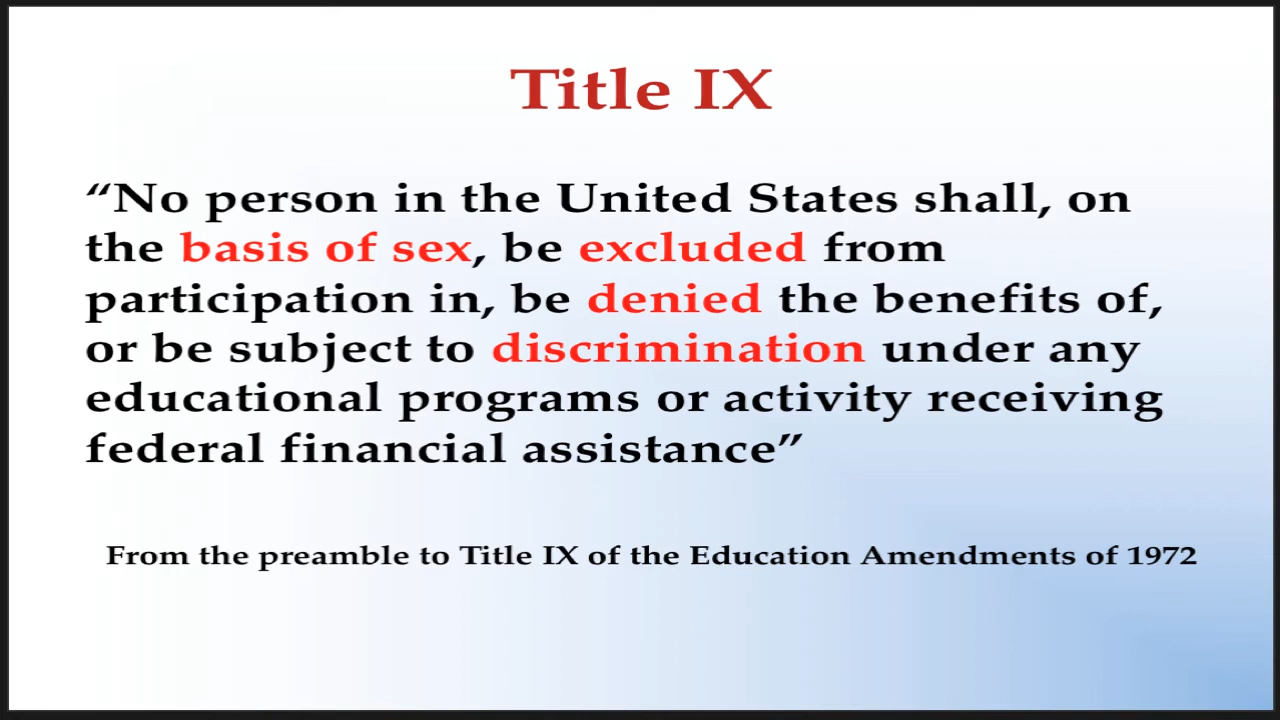 Title IX
“No person in the United States shall, on
the basis of sex, be excluded from
participation in, be denied the benefits of,
or be subject to discrimination under any
educational programs or activity receiving
federal financial assistance”
From the preamble to Title IX of the Education Amendments of 1972